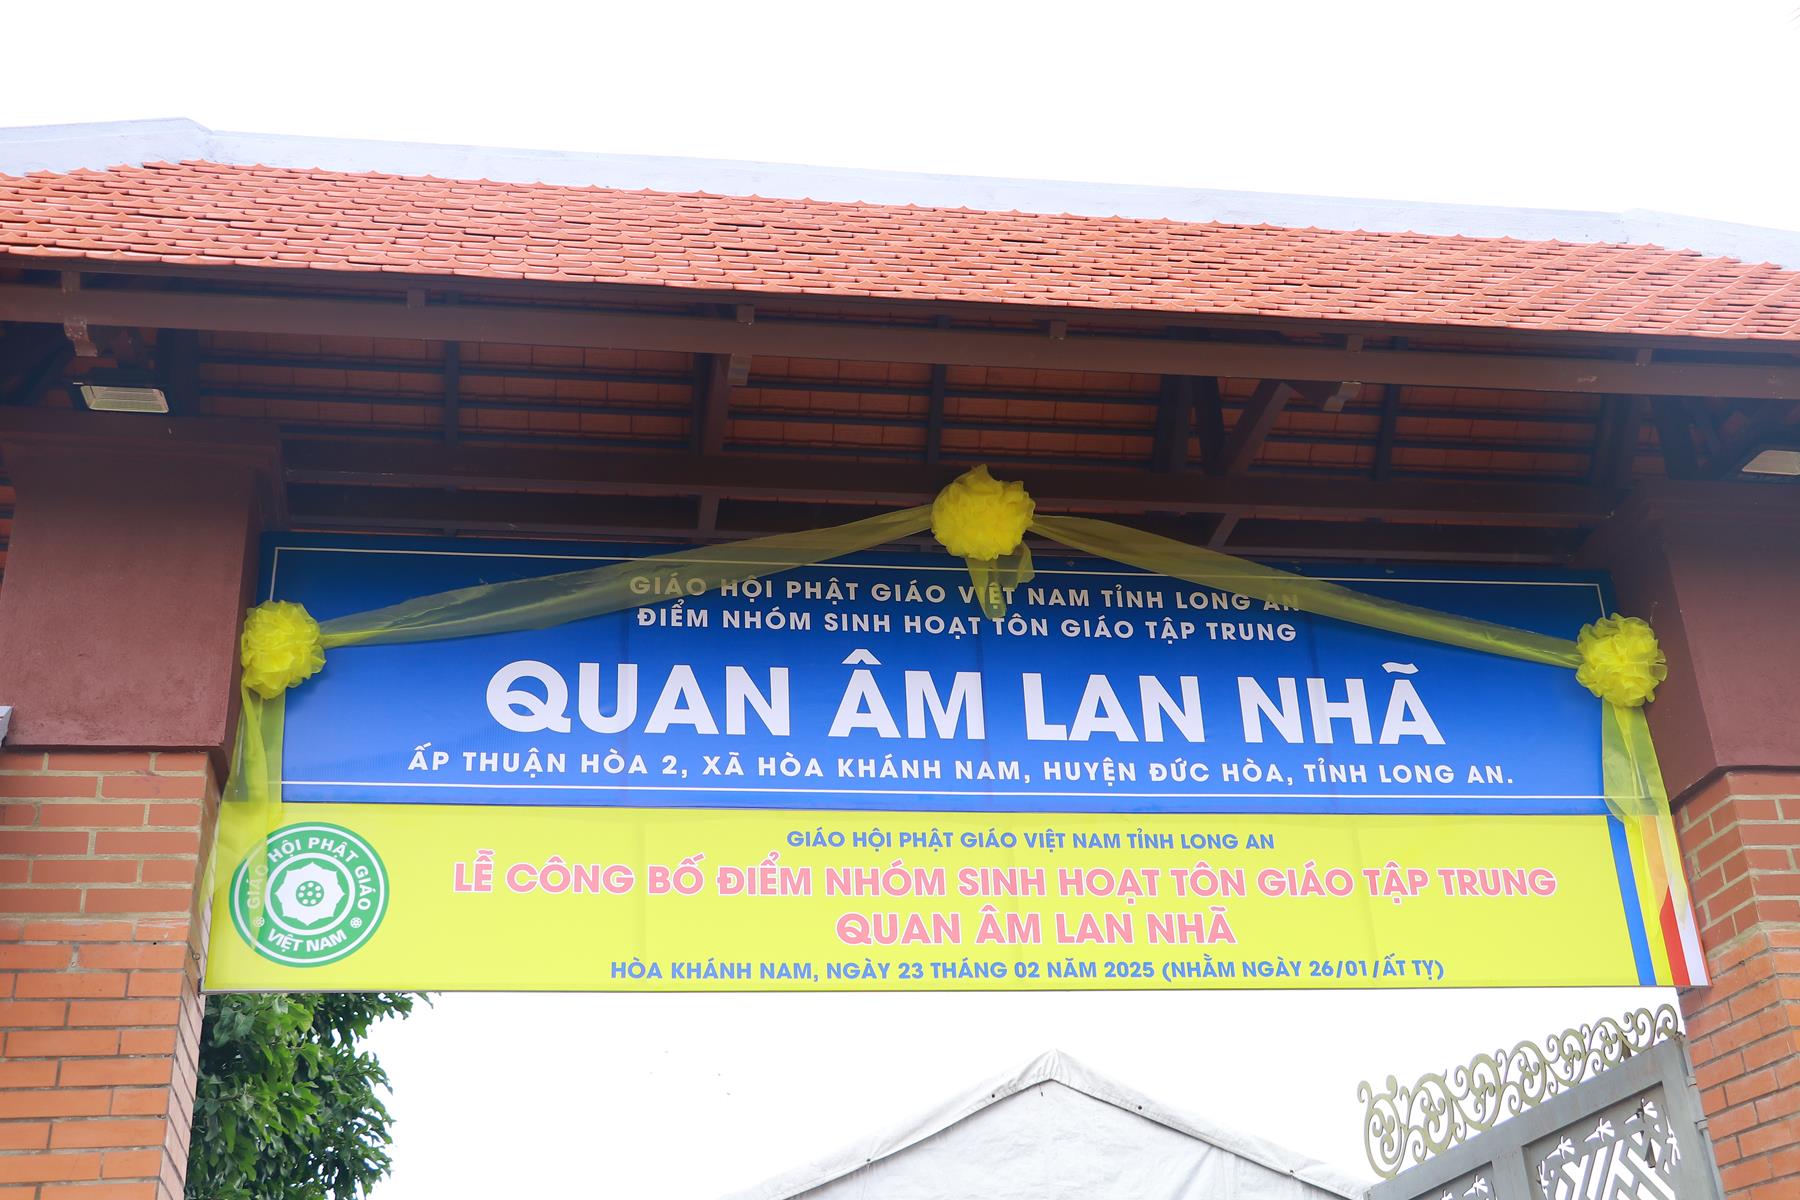 GIÁO HỘI PHẬT GIÁO VIỆT NAM TỈNH LONG AN
ĐIỂM NHÓM SINH HOẠT TÔN GIÁO TẬP TRUNG
QUAN ÂM LAN NHÃ
ẤP THUẬN HÒA 2, XÃ HÒA KHÁNH NAM, HUYỆN ĐỨC HÒA, TỈNH LONG AN.
GIÁO HỘI PHẬT GIÁO VIỆT NAM TỈNH LONG AN
LỄ CÔNG BỐ ĐIỂM NHÓM SINH HOẠT TÔN GIÁO TẬP TRUNG
QUAN ÂM LAN NHÃ
HÒA KHÁNH NAM, NGÀY 23 THÁNG 02 NĂM 2025 (NHẰM NGÀY 26/01/ẤT TỴ)
GIÁO HỘI PHẬT GIÁO
VIỆT NAM